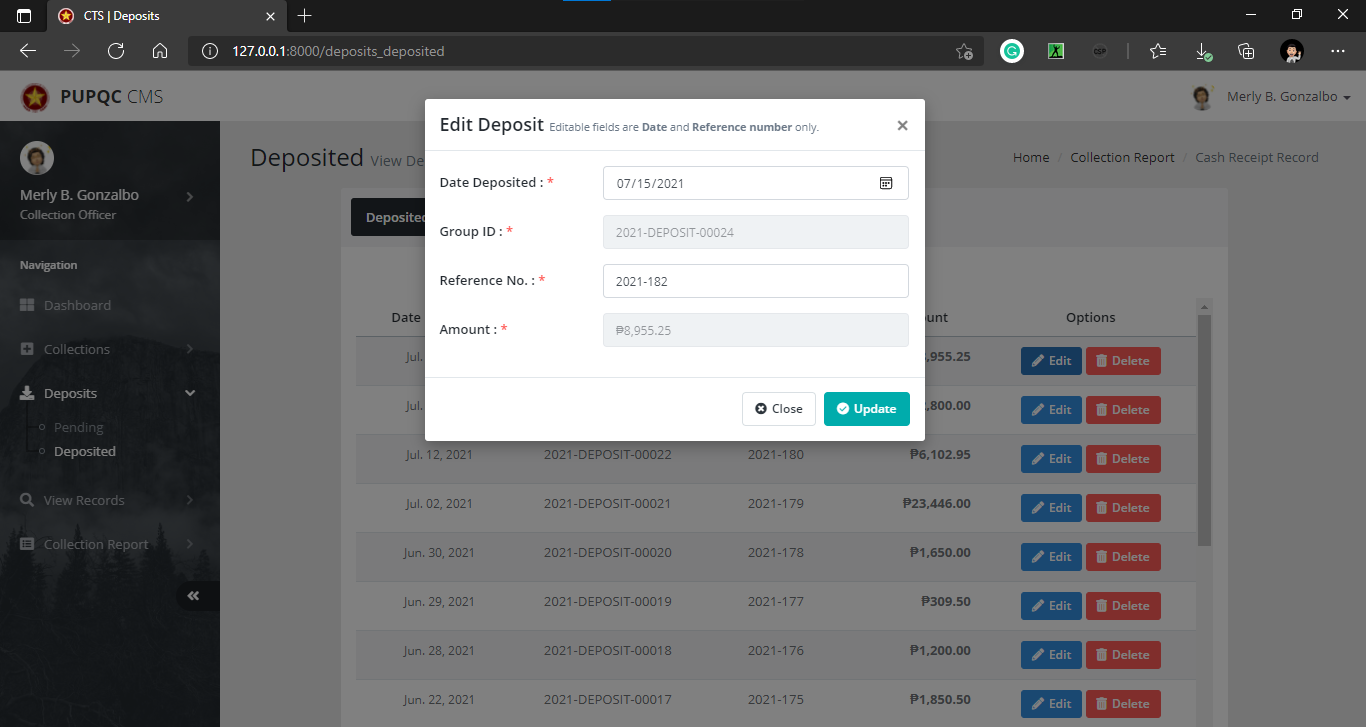 CTS | Deposits
127.0.0.1:8000/deposits_deposited
PUPQC CMS
Merly B. Gonzalbo
Merly B. Gonzalbo
Collection Officer
Navigation
Dashboard
Collections
Deposits
Pending
Deposited
View Records
Collection Report
Deposited View De
Home / Collection Report / Cash Receipt Record
Deposited
Edit Deposit Editable fields are Date and Reference number only.
Date Deposited : * 07/15/2021
Group ID : * 2021-DEPOSIT-00024
Reference No. : * 2021-182
Amount : * ₱8,955.25
Close Update
Date ount Options
Jul. ,955.25 Edit Delete
Jul. ,800.00 Edit Delete
Jul. 12, 2021 2021-DEPOSIT-00022 2021-180 ₱6,102.95 Edit Delete
Jul. 02, 2021 2021-DEPOSIT-00021 2021-179 ₱23,446.00 Edit Delete
Jun. 30, 2021 2021-DEPOSIT-00020 2021-178 ₱1,650.00 Edit Delete
Jun. 29, 2021 2021-DEPOSIT-00019 2021-177 ₱309.50 Edit Delete
Jun. 28, 2021 2021-DEPOSIT-00018 2021-176 ₱1,200.00 Edit Delete
Jun. 22, 2021 2021-DEPOSIT-00017 2021-175 ₱1,850.50 Edit Delete